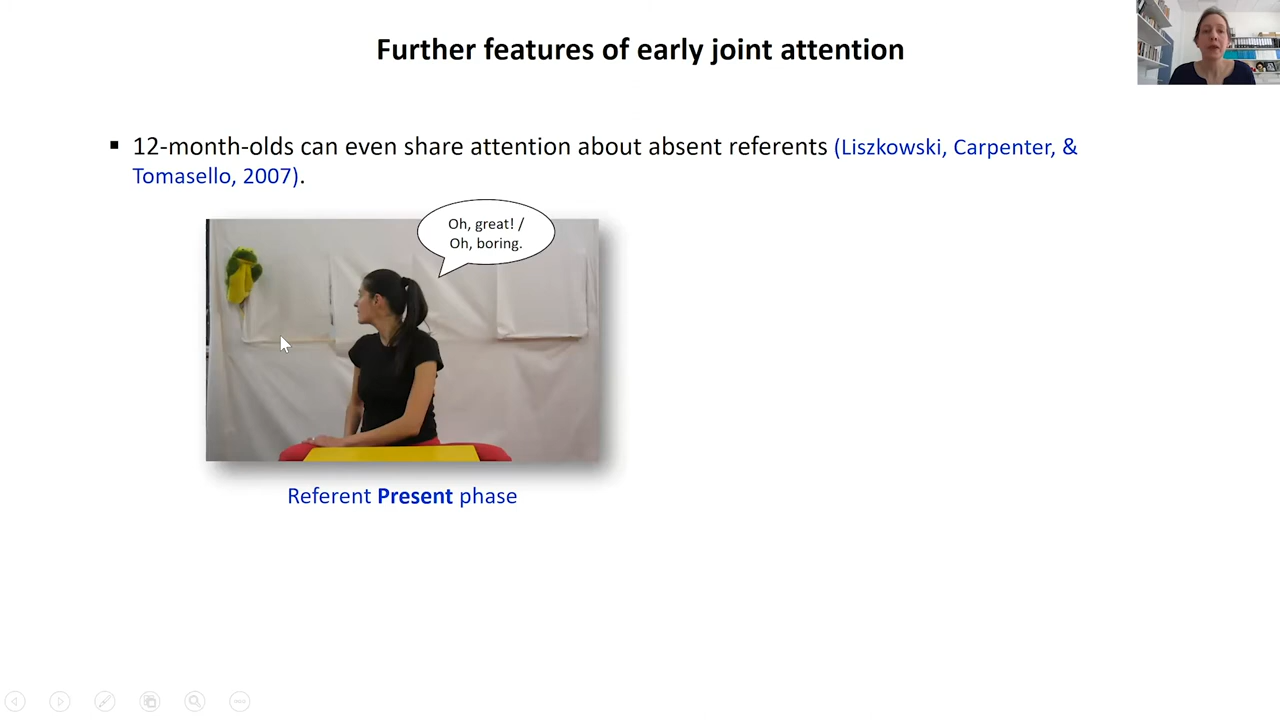 Further features of early joint attention
▪ 12-month-olds can even share attention about absent referents (Liszkowski, Carpenter, &
Tomasello, 2007).
Oh, great! /
Oh, boring.
Referent Present phase